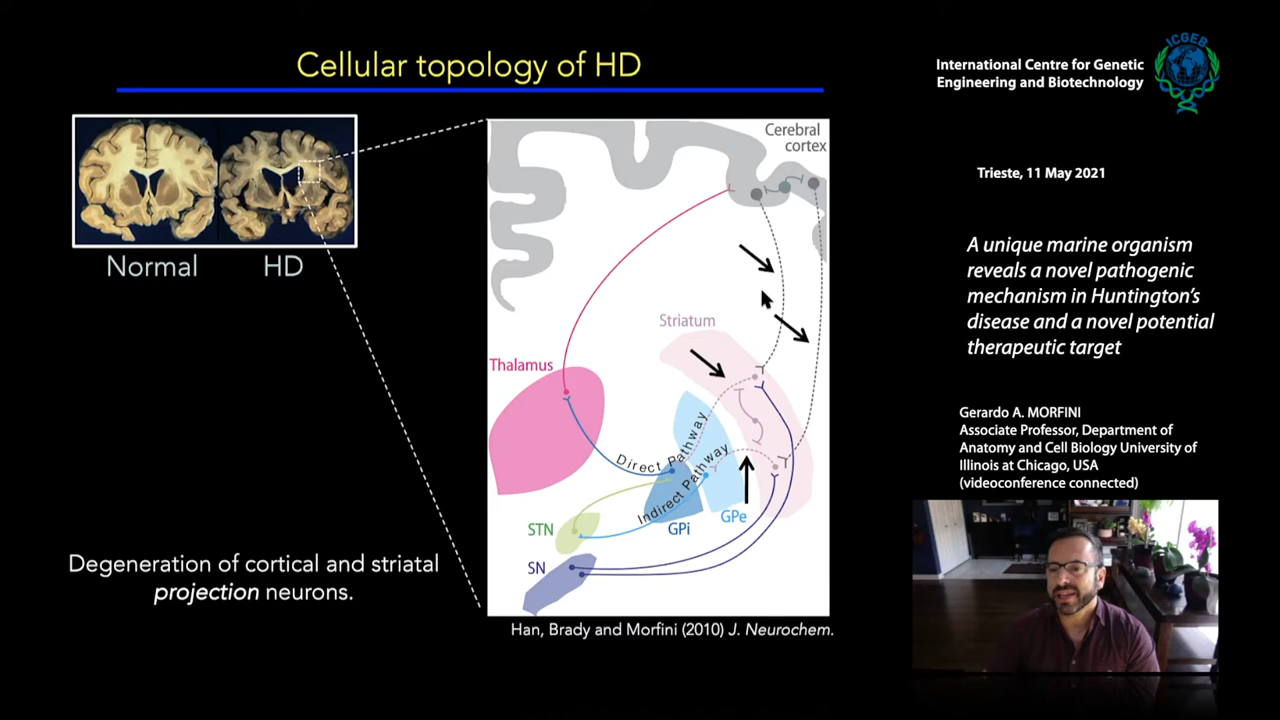 Cellular topology of HD
Normal
HD
Degeneration of cortical and striatal
projection neurons.
Cerebral
cortex
Striatum
Thalamus
Direct Pathway
Indirect Pathway
STN
GPi
GPe
SN
Han, Brady and Morfini (2010) J. Neurochem.
International Centre for Genetic
Engineering and Biotechnology
ICGEB
Trieste, 11 May 2021
A unique marine organism
reveals a novel pathogenic
mechanism in Huntington’s
disease and a novel potential
therapeutic target
Gerardo A. MORFINI
Associate Professor, Department of
Anatomy and Cell Biology University of
Illinois at Chicago, USA
(videoconference connected)